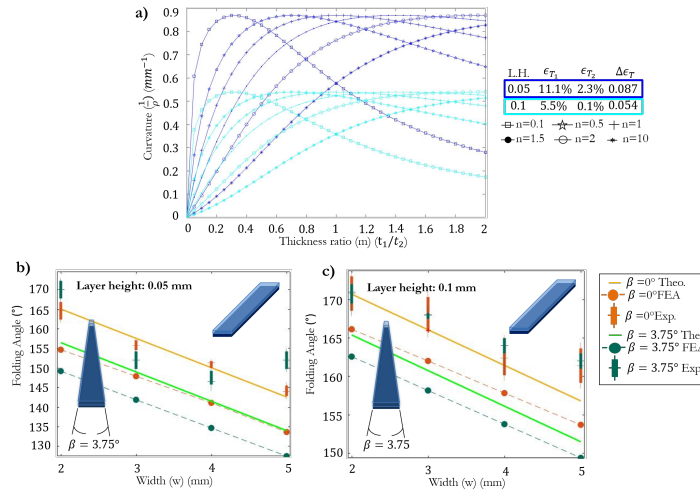 a)
0.9
0.8
0.7
0.6
0.5
0.4
0.3
0.2
0.1
0
Curvature (1/ρ) (mm⁻¹)
0 0.2 0.4 0.6 0.8 1 1.2 1.4 1.6 1.8 2
Thickness ratio (m) (t₁/t₂)
L.H. ϵT₁ ϵT₂ ΔϵT
0.05 11.1% 2.3% 0.087
0.1 5.5% 0.1% 0.054
n=0.1 n=0.5 n=1
n=1.5 n=2 n=10
b)
Layer height: 0.05 mm
170
165
160
155
150
145
140
135
130
Folding Angle (°)
β = 3.75°
2 3 4 5
Width (w) (mm)
c)
Layer height: 0.1 mm
170
165
160
155
150
Folding Angle (°)
β = 3.75
2 3 4 5
Width (w) (mm)
β =0° Theo.
β =0°FEA
β =0°Exp.
β = 3.75° The
β = 3.75° FEA
β = 3.75° Exp